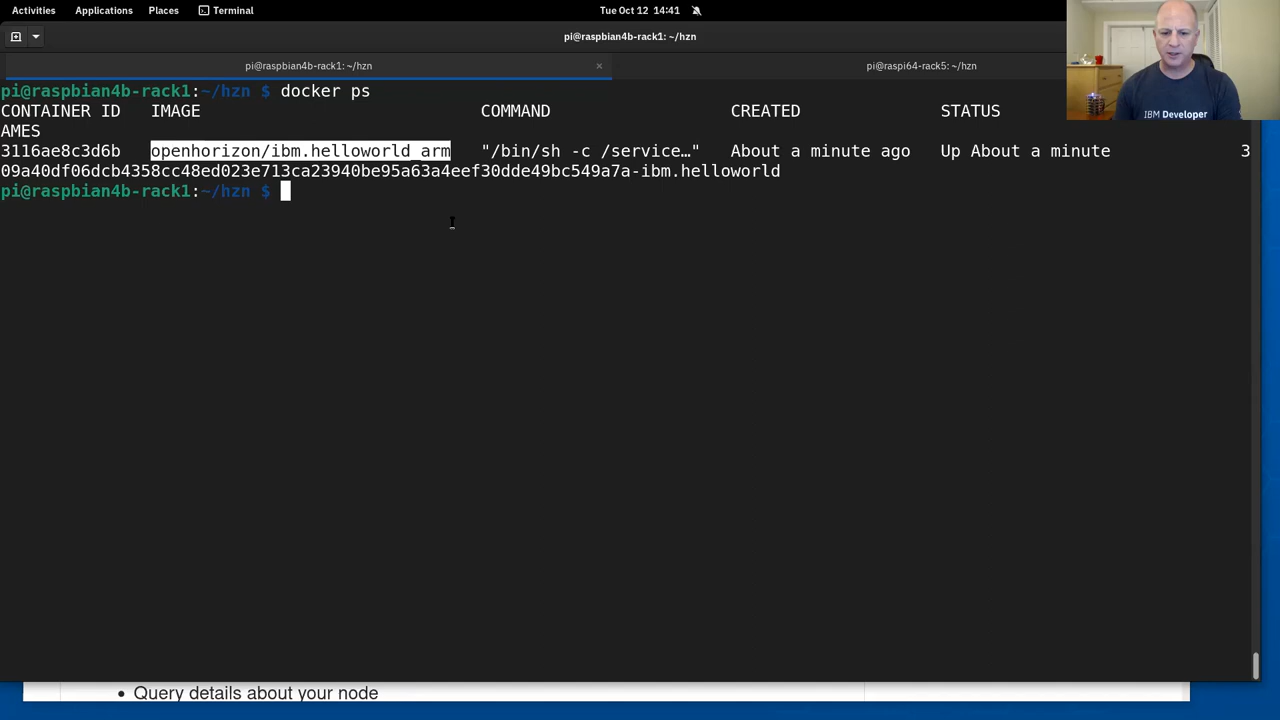 Activities Applications Places Terminal Tue Oct 12 14:41
pi@raspbian4b-rack1: ~/hzn
pi@raspbian4b-rack1: ~/hzn × pi@raspi64-rack5: ~/hzn
pi@raspbian4b-rack1:~/hzn $ docker ps
CONTAINER ID IMAGE COMMAND CREATED STATUS
AMES
3116ae8c3d6b openhorizon/ibm.helloworld_arm "/bin/sh -c /service…" About a minute ago Up About a minute 3
09a40df06dcb4358cc48ed023e713ca23940be95a63a4eef30dde49bc549a7a-ibm.helloworld
pi@raspbian4b-rack1:~/hzn $
IBM Developer
• Query details about your node